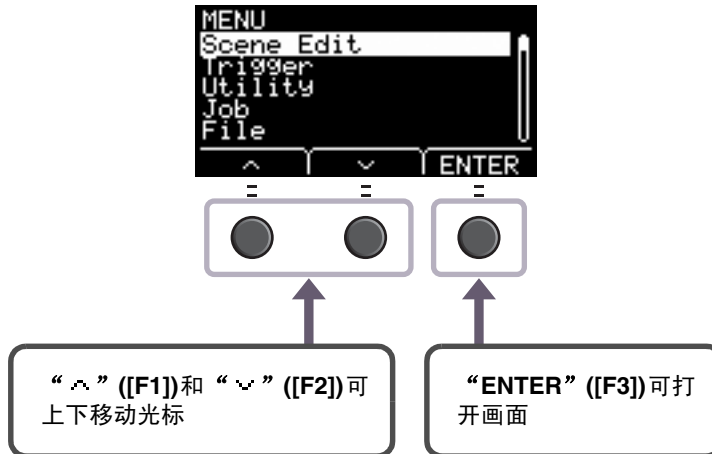 MENU
Scene Edit
Trigger
Utility
Job
File
^ ﹀ ENTER
“ ^ ” ([F1])和 “ ﹀ ” ([F2])可
上下移动光标
“ENTER” ([F3])可打
开画面